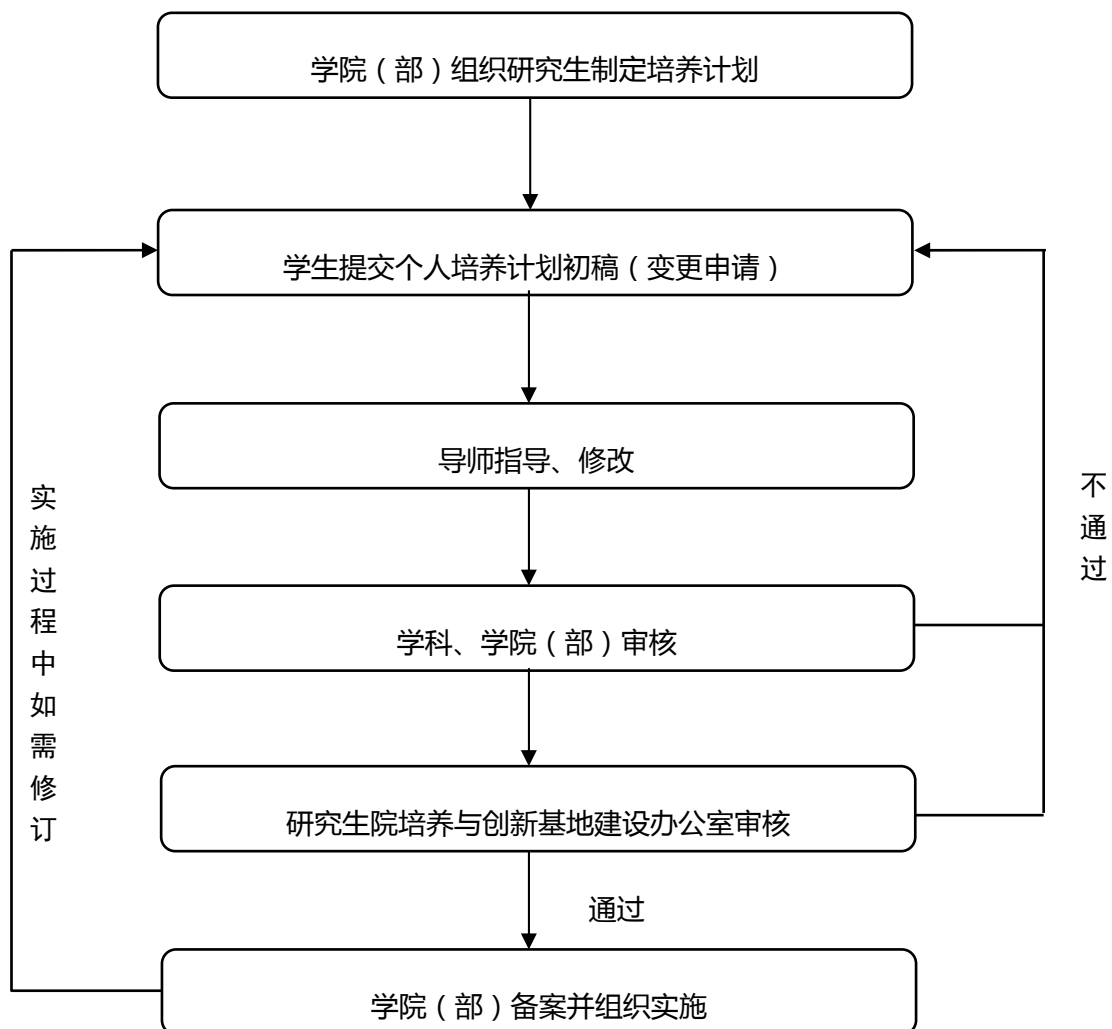 学院（部）组织研究生制定培养计划
学生提交个人培养计划初稿（变更申请）
导师指导、修改
实施过程中如需修订
不通过
学科、学院（部）审核
研究生院培养与创新基地建设办公室审核
通过
学院（部）备案并组织实施